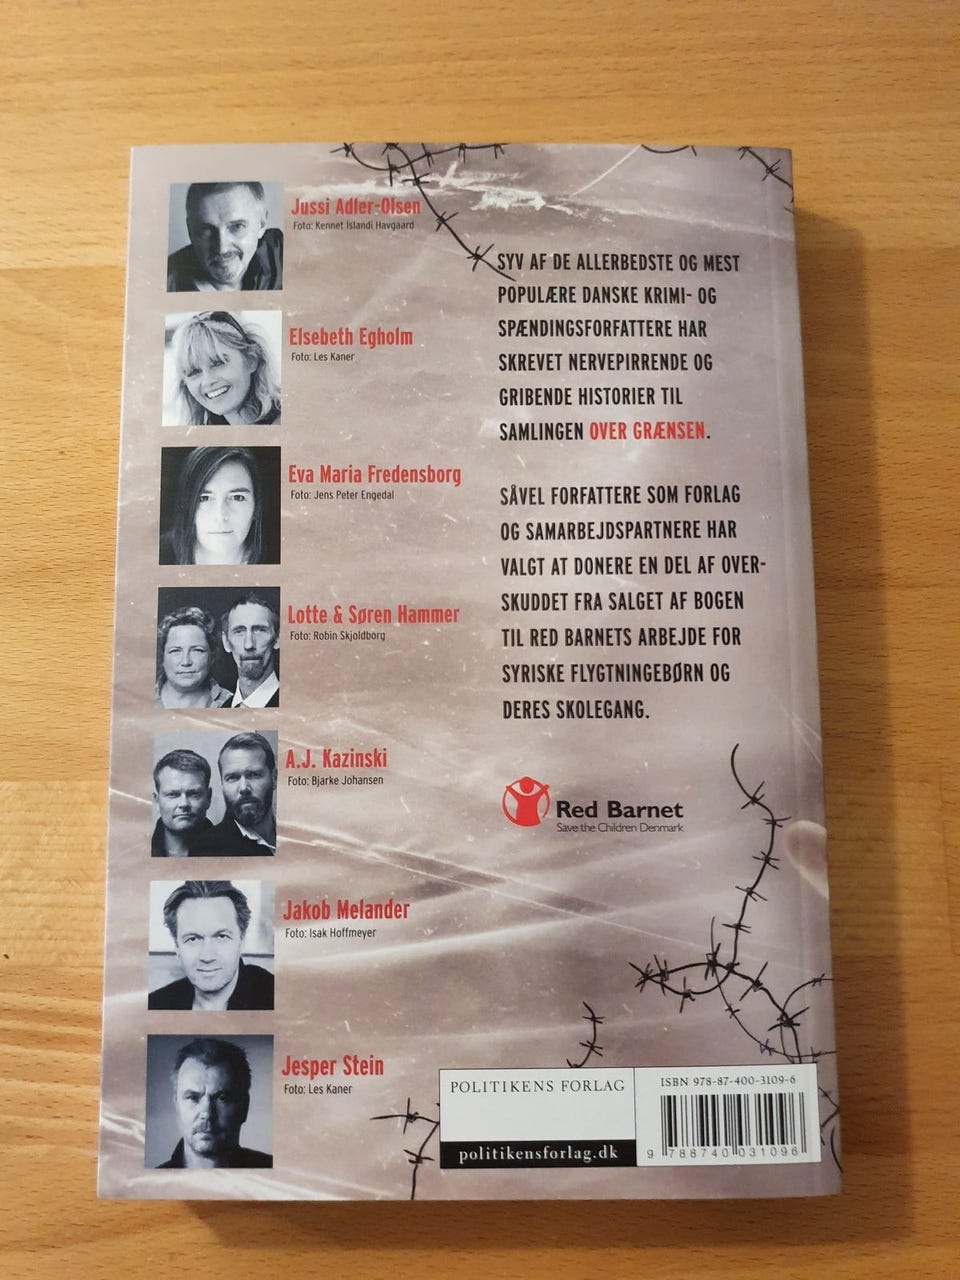 Jussi Adler-Olsen
Foto: Kennet Islandi Havgaard
Elsebeth Egholm
Foto: Les Kaner
Eva Maria Fredensborg
Foto: Jens Peter Engedal
Lotte & Søren Hammer
Foto: Robin Skjoldborg
A.J. Kazinski
Foto: Bjarke Johansen
Jakob Melander
Foto: Isak Hoffmeyer
Jesper Stein
Foto: Les Kaner
SYV AF DE ALLERBEDSTE OG MEST
POPULÆRE DANSKE KRIMI- OG
SPÆNDINGSFORFATTERE HAR
SKREVET NERVEPIRRENDE OG
GRIBENDE HISTORIER TIL
SAMLINGEN OVER GRÆNSEN.
SÅVEL FORFATTERE SOM FORLAG
OG SAMARBEJDSPARTNERE HAR
VALGT AT DONERE EN DEL AF OVER-
SKUDDET FRA SALGET AF BOGEN
TIL RED BARNETS ARBEJDE FOR
SYRISKE FLYGTNINGEBØRN OG
DERES SKOLEGANG.
Red Barnet
Save the Children Denmark
POLITIKENS FORLAG
politikensforlag.dk
ISBN 978-87-400-3109-6
9 788740 031096